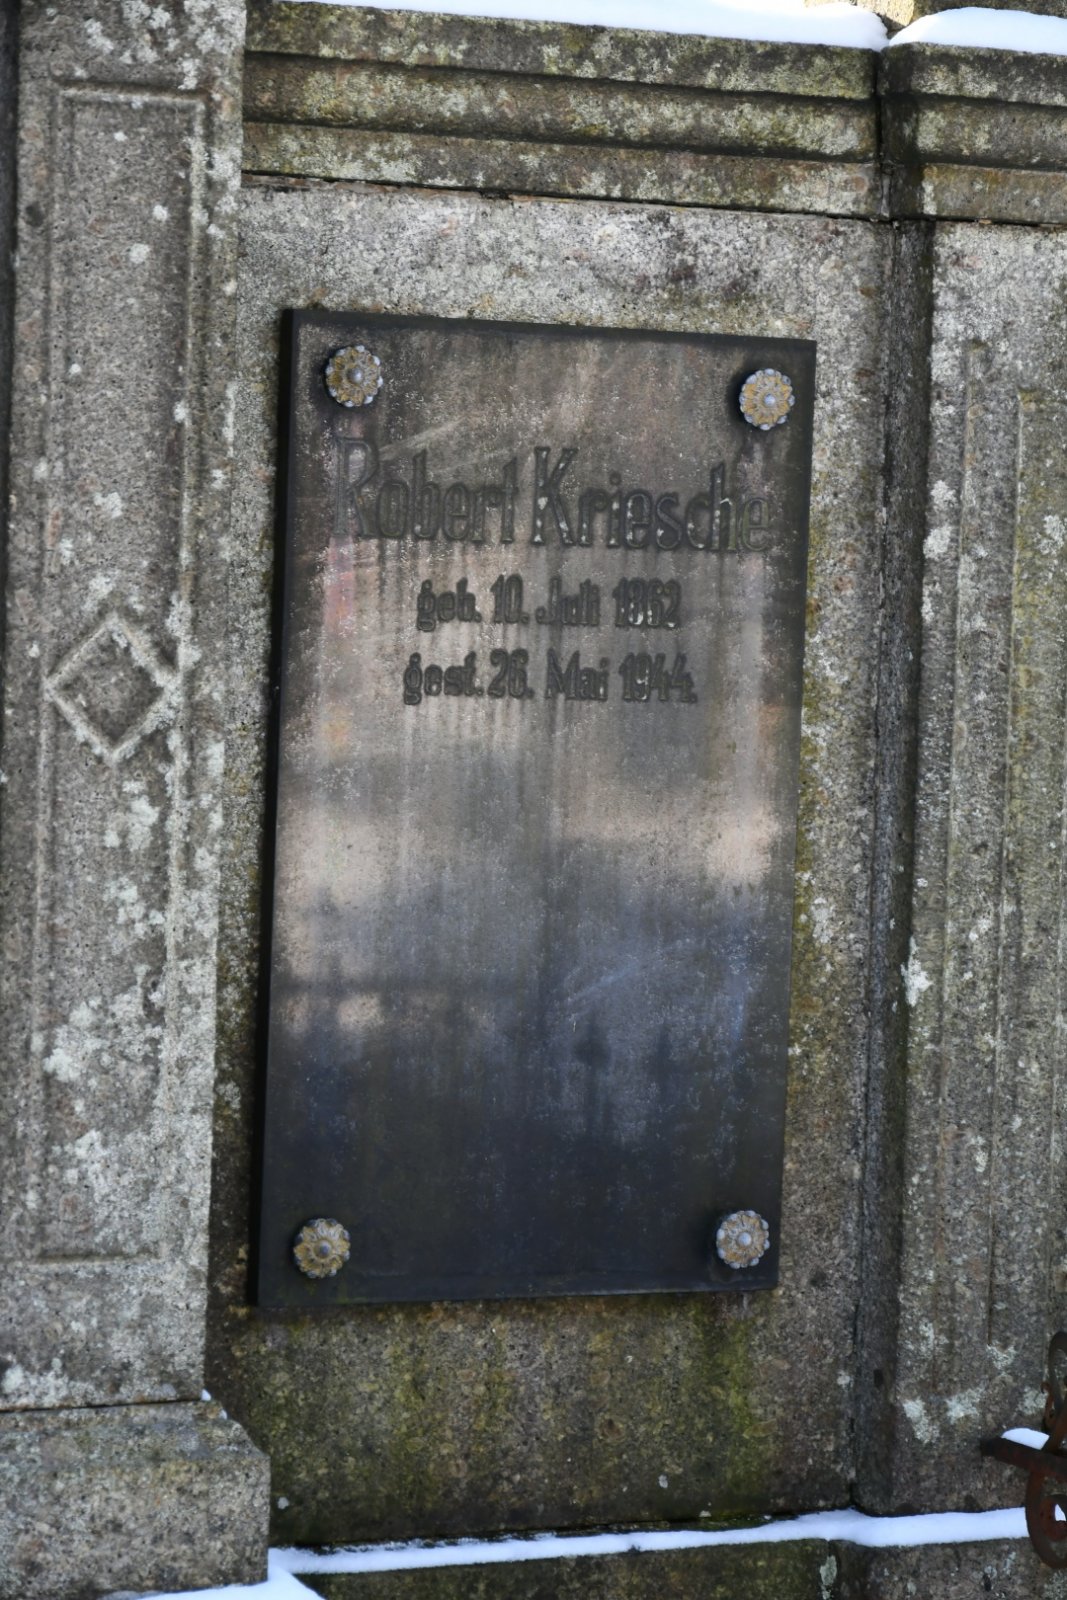 Robert Kriesche
geb. 10. Juli 1862
gest. 26. Mai 1944.